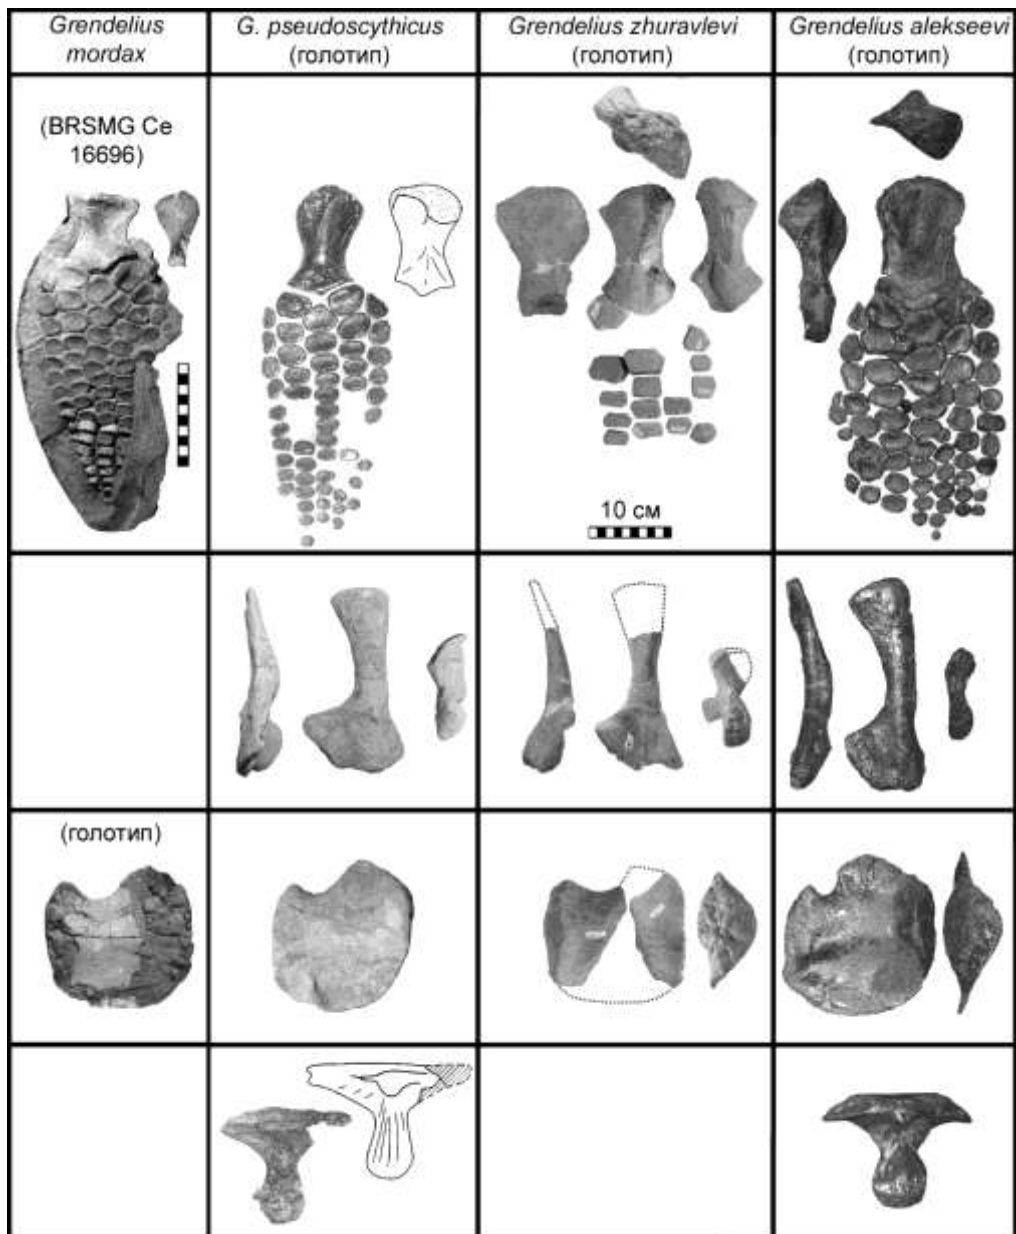 Grendelius
mordax
G. pseudoscythicus
(голотип)
Grendelius zhuravlevi
(голотип)
Grendelius alekseevi
(голотип)
(BRSMG Ce
16696)
10 см
(голотип)